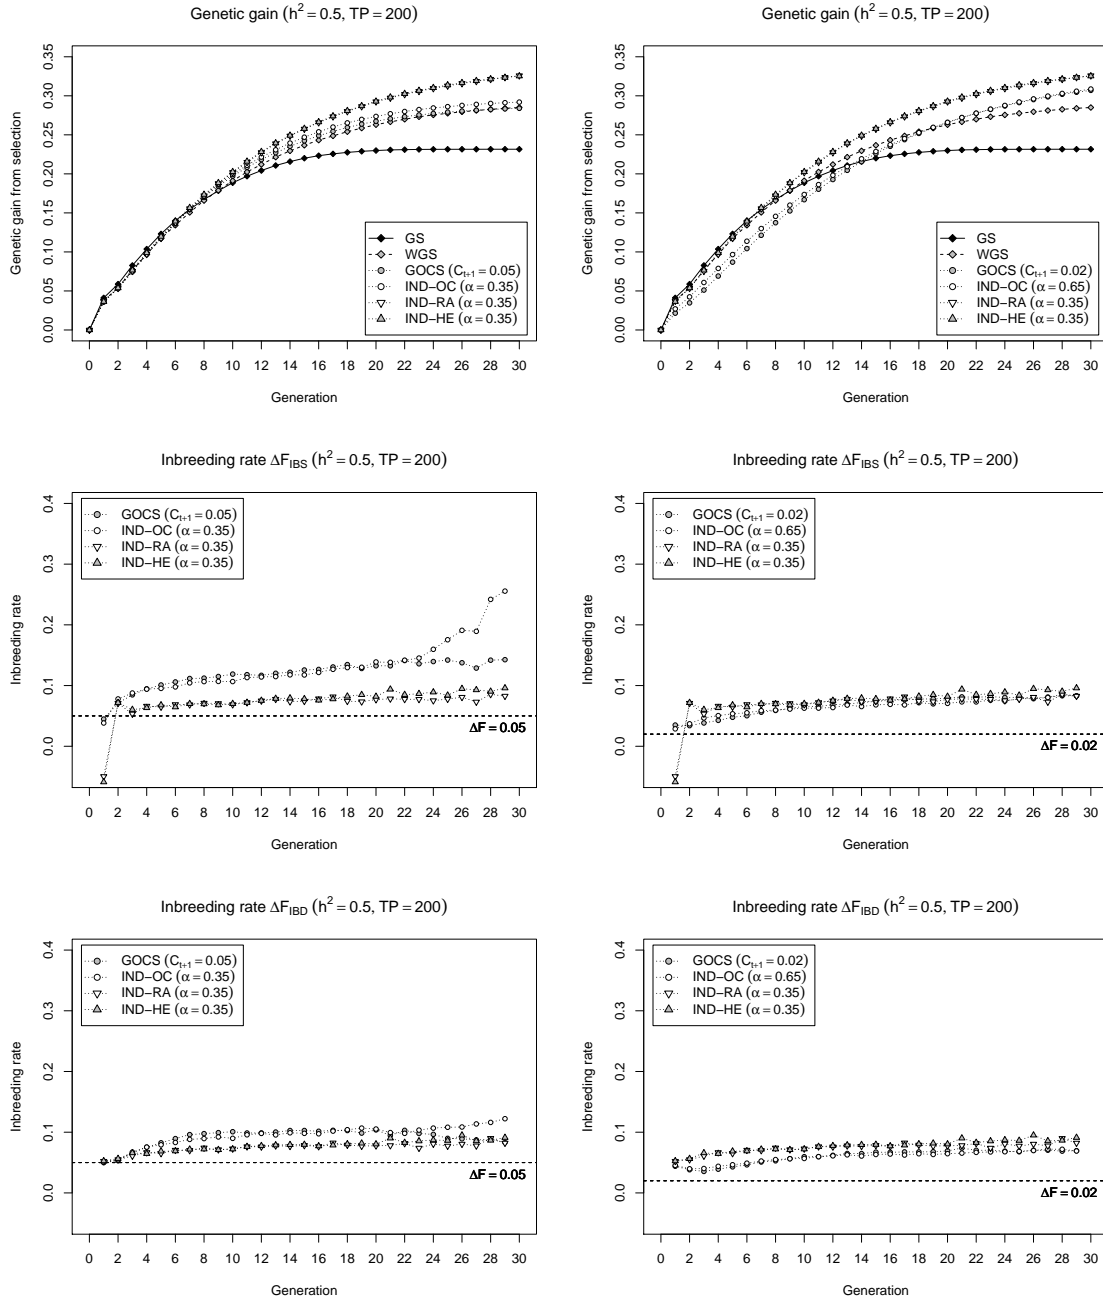 Genetic gain (h² = 0.5, TP = 200)
Genetic gain from selection
0.35
0.30
0.25
0.20
0.15
0.10
0.05
0.00
GS
WGS
GOCS (Cₜ₊₁ = 0.05)
IND−OC (α = 0.35)
IND−RA (α = 0.35)
IND−HE (α = 0.35)
0 2 4 6 8 10 12 14 16 18 20 22 24 26 28 30
Generation
Genetic gain (h² = 0.5, TP = 200)
Genetic gain from selection
0.35
0.30
0.25
0.20
0.15
0.10
0.05
0.00
GS
WGS
GOCS (Cₜ₊₁ = 0.02)
IND−OC (α = 0.65)
IND−RA (α = 0.35)
IND−HE (α = 0.35)
0 2 4 6 8 10 12 14 16 18 20 22 24 26 28 30
Generation
Inbreeding rate ΔF_IBS (h² = 0.5, TP = 200)
Inbreeding rate
0.4
0.3
0.2
0.1
0.0
GOCS (Cₜ₊₁ = 0.05)
IND−OC (α = 0.35)
IND−RA (α = 0.35)
IND−HE (α = 0.35)
ΔF = 0.05
0 2 4 6 8 10 12 14 16 18 20 22 24 26 28 30
Generation
Inbreeding rate ΔF_IBS (h² = 0.5, TP = 200)
Inbreeding rate
0.4
0.3
0.2
0.1
0.0
GOCS (Cₜ₊₁ = 0.02)
IND−OC (α = 0.65)
IND−RA (α = 0.35)
IND−HE (α = 0.35)
ΔF = 0.02
0 2 4 6 8 10 12 14 16 18 20 22 24 26 28 30
Generation
Inbreeding rate ΔF_IBD (h² = 0.5, TP = 200)
Inbreeding rate
0.4
0.3
0.2
0.1
0.0
GOCS (Cₜ₊₁ = 0.05)
IND−OC (α = 0.35)
IND−RA (α = 0.35)
IND−HE (α = 0.35)
ΔF = 0.05
0 2 4 6 8 10 12 14 16 18 20 22 24 26 28 30
Generation
Inbreeding rate ΔF_IBD (h² = 0.5, TP = 200)
Inbreeding rate
0.4
0.3
0.2
0.1
0.0
GOCS (Cₜ₊₁ = 0.02)
IND−OC (α = 0.65)
IND−RA (α = 0.35)
IND−HE (α = 0.35)
ΔF = 0.02
0 2 4 6 8 10 12 14 16 18 20 22 24 26 28 30
Generation